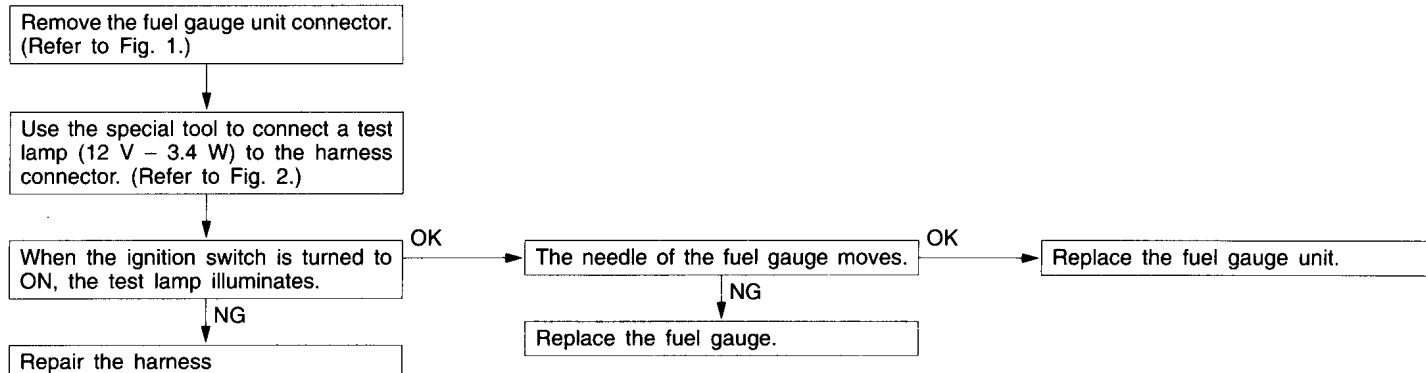 Remove the fuel gauge unit connector.
(Refer to Fig. 1.)
Use the special tool to connect a test
lamp (12 V – 3.4 W) to the harness
connector. (Refer to Fig. 2.)
When the ignition switch is turned to
ON, the test lamp illuminates.
OK
The needle of the fuel gauge moves.
OK
Replace the fuel gauge unit.
NG
Repair the harness
NG
Replace the fuel gauge.